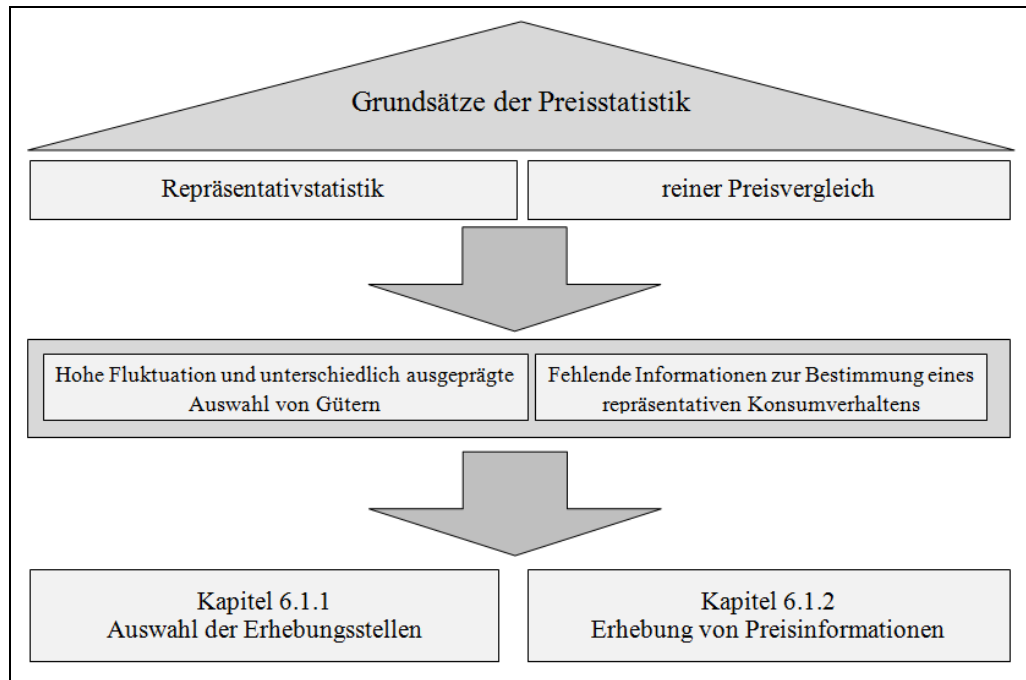 Grundsätze der Preisstatistik
Repräsentativstatistik
reiner Preisvergleich
Hohe Fluktuation und unterschiedlich ausgeprägte
Auswahl von Gütern
Fehlende Informationen zur Bestimmung eines
repräsentativen Konsumverhaltens
Kapitel 6.1.1
Auswahl der Erhebungsstellen
Kapitel 6.1.2
Erhebung von Preisinformationen